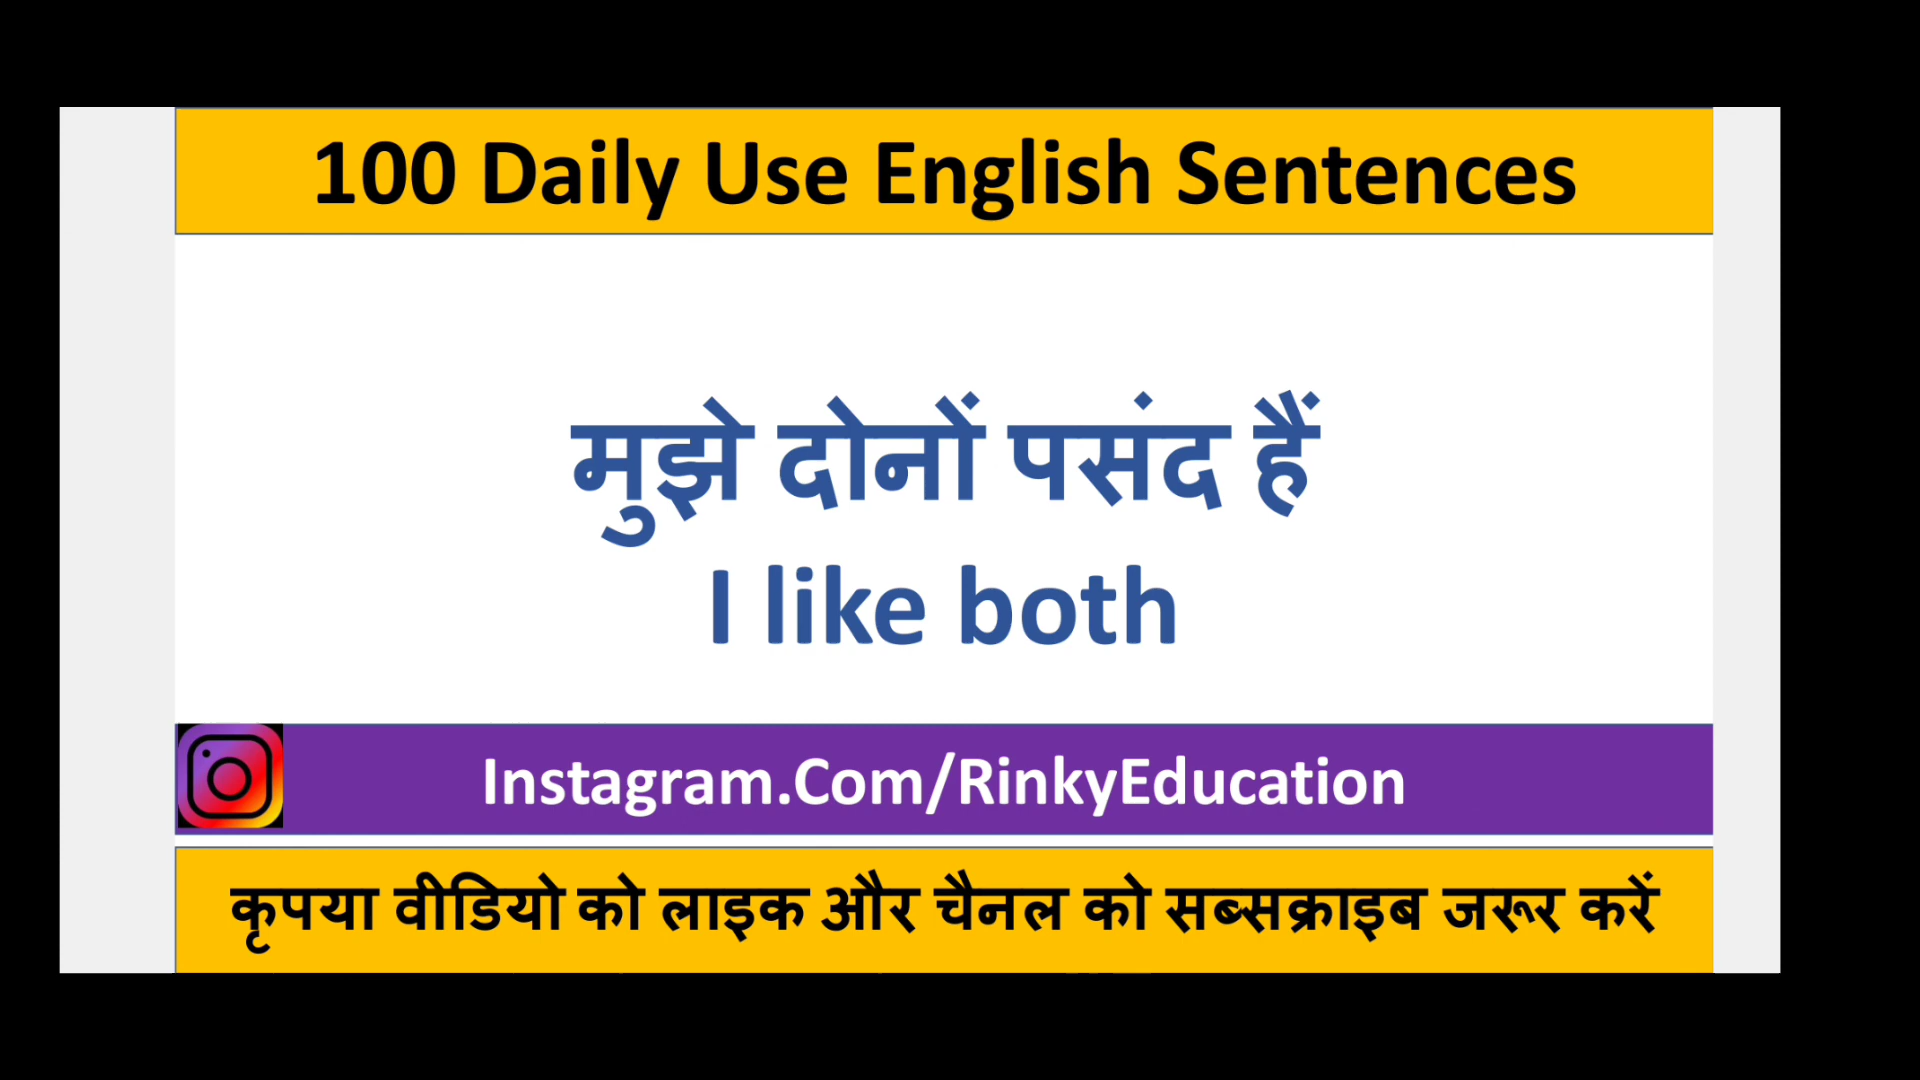 100 Daily Use English Sentences
मुझे दोनों पसंद हैं
I like both
Instagram.Com/RinkyEducation
कृपया वीडियो को लाइक और चैनल को सब्सक्राइब जरूर करें